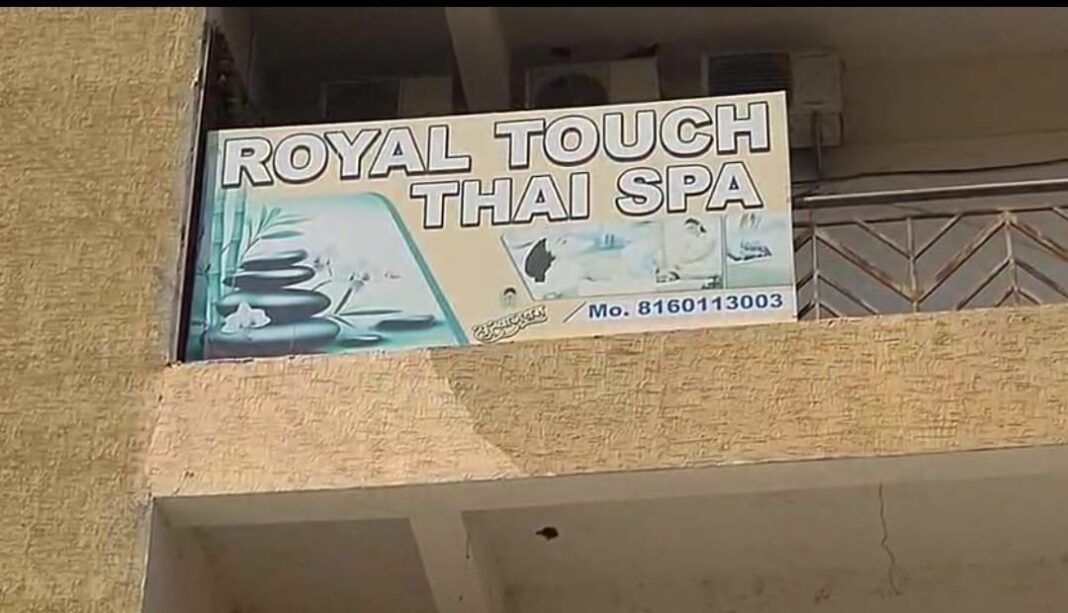 ROYAL TOUCH
THAI SPA
Mo. 8160113003